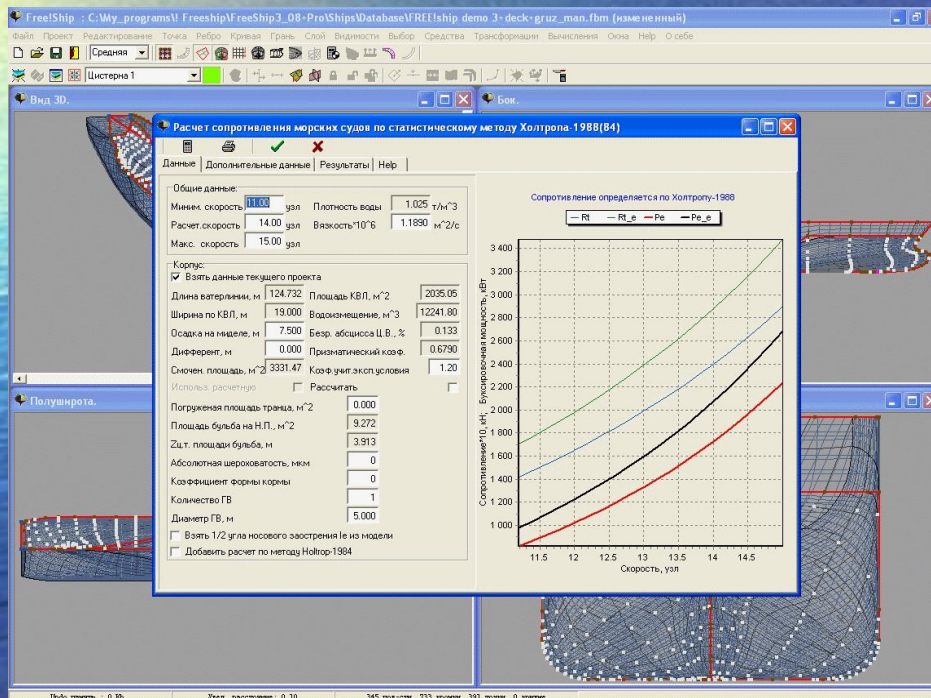 Free!Ship : C:\My_programs\! Freeship\FreeShip3_08+Pro\Ships\Database\FREE!ship demo 3+deck+gruz_man.fbm (измененный)
Файл Проект Редактирование Точка Ребро Кривая Грань Слой Видимости Выбор Средства Трансформации Вычисления Окна Help О себе
Средняя
Цистерна 1
Вид 3D.
Бок.
Расчет сопротивления морских судов по статистическому методу Холтропа-1988(84)
Данные Дополнительные данные Результаты Help
Общие данные:
Миним. скорость 11.00 узл Плотность воды 1.025 т/м^3
Расчет.скорость 14.00 узл Вязкость*10^6 1.1890 м^2/с
Макс. скорость 15.00 узл
Корпус:
Взять данные текущего проекта
Длина ватерлинии, м 124.732 Площадь КВЛ, м^2 2035.05
Ширина по КВЛ, м 19.000 Водоизмещение, м^3 12241.80
Осадка на миделе, м 7.500 Безр. абсцисса Ц.В., % 0.133
Дифферент, м 0.000 Призматический коэф. 0.6790
Смочен. площадь, м^2 3331.47 Коэф.учит.эксп.условия 1.20
Использ. расчетную Рассчитать
Погруженая площадь транца, м^2 0.000
Площадь бульба на Н.П., м^2 9.272
Zц.т. площади бульба, м 3.913
Абсолютная шероховатость, мкм 0
Коэффициент формы кормы 0
Количество ГВ 1
Диаметр ГВ, м 5.000
Взять 1/2 угла носового заострения Ie из модели
Добавить расчет по методу Holtrop-1984
Сопротивление определяется по Холтропу-1988
Rt Rt_e Pe Pe_e
Сопротивление*10, кН; Буксировочная мощность, кВт
3 400
3 200
3 000
2 800
2 600
2 400
2 200
2 000
1 800
1 600
1 400
1 200
1 000
11.5 12 12.5 13 13.5 14 14.5
Скорость, узл
Полуширота.